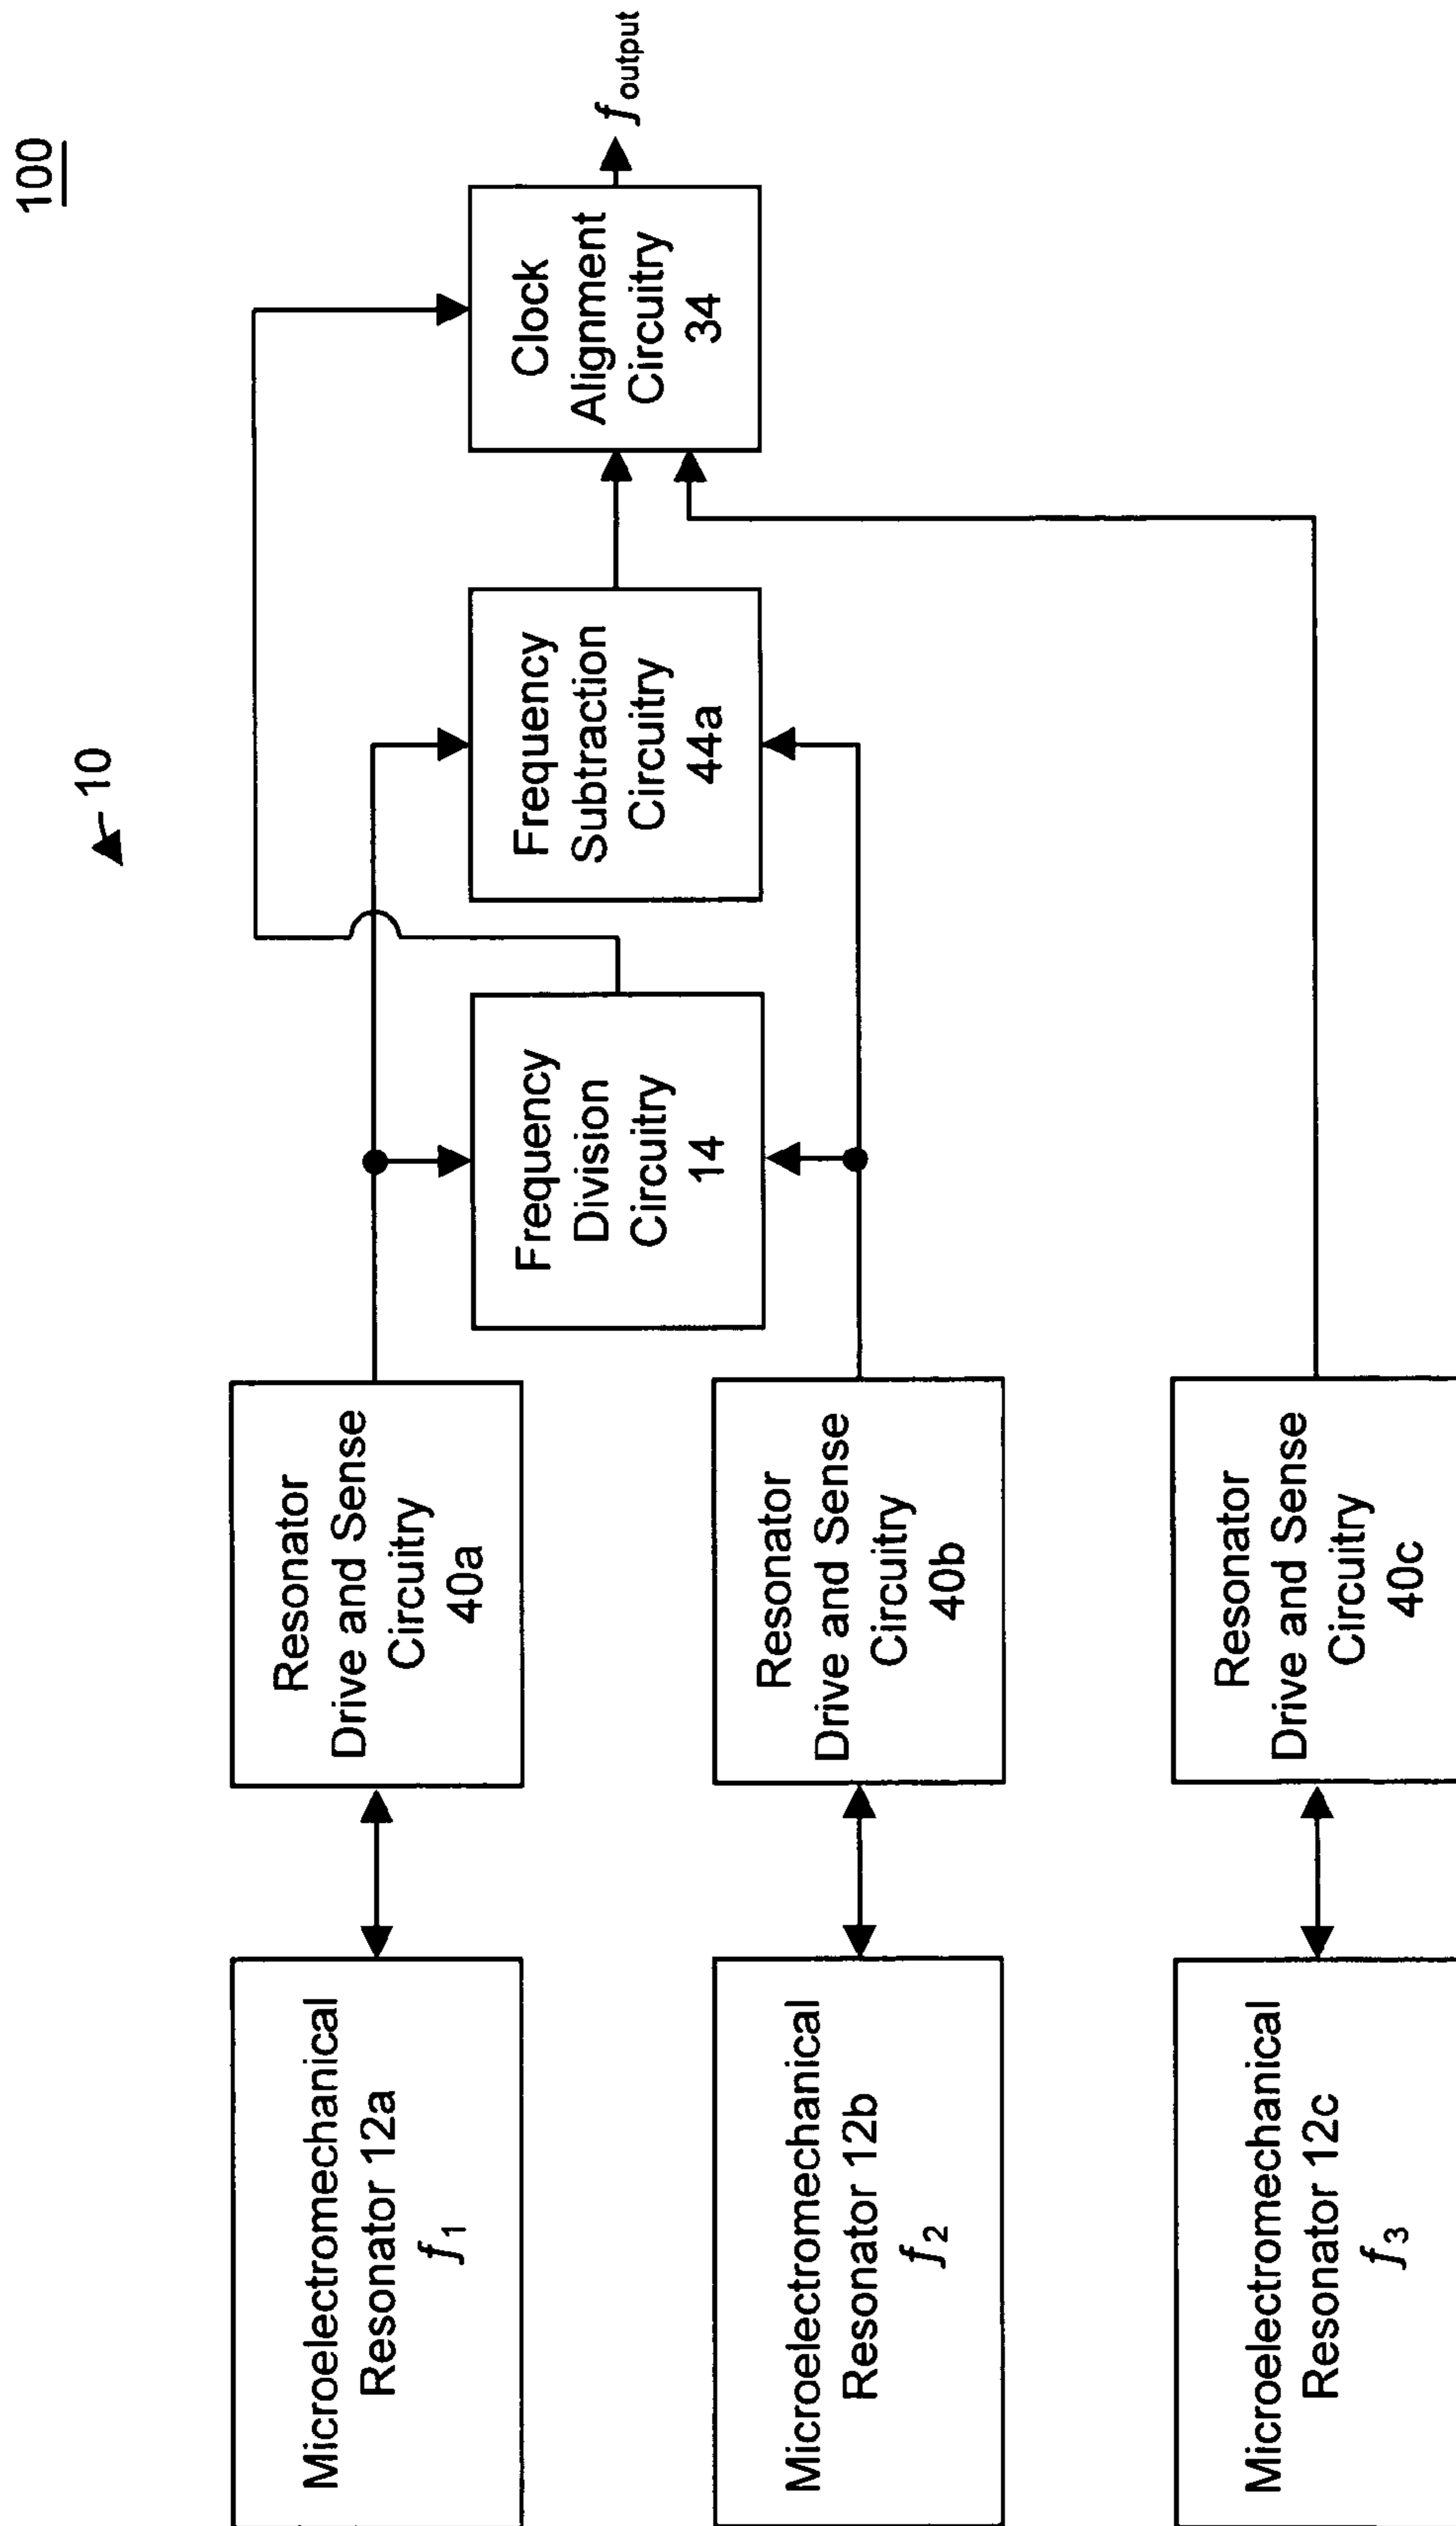 100
10
Microelectromechanical
Resonator 12a
f1
Resonator
Drive and Sense
Circuitry
40a
Frequency
Division
Circuitry
14
Frequency
Subtraction
Circuitry
44a
Clock
Alignment
Circuitry
34
foutput
Microelectromechanical
Resonator 12b
f2
Resonator
Drive and Sense
Circuitry
40b
Microelectromechanical
Resonator 12c
f3
Resonator
Drive and Sense
Circuitry
40c